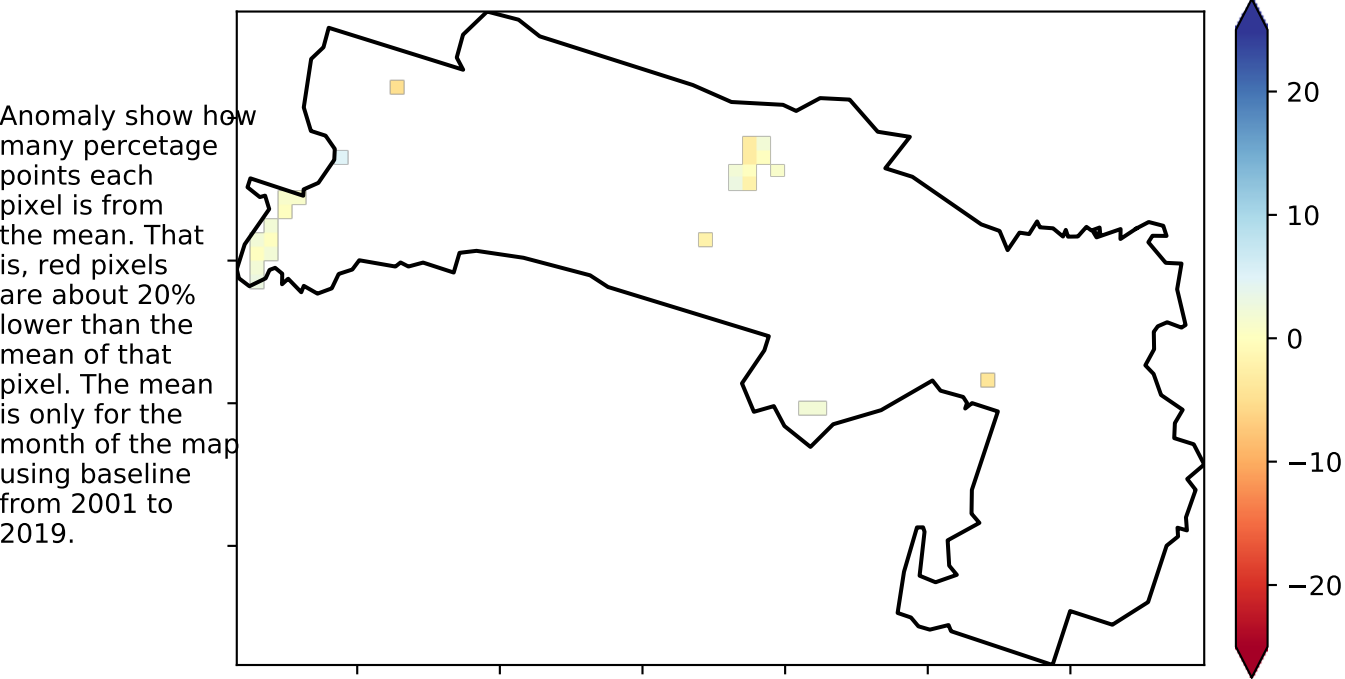 Anomaly show how
many percetage
points each
pixel is from
the mean. That
is, red pixels
are about 20%
lower than the
mean of that
pixel. The mean
is only for the
month of the map
using baseline
from 2001 to
2019.
20
10
0
−10
−20